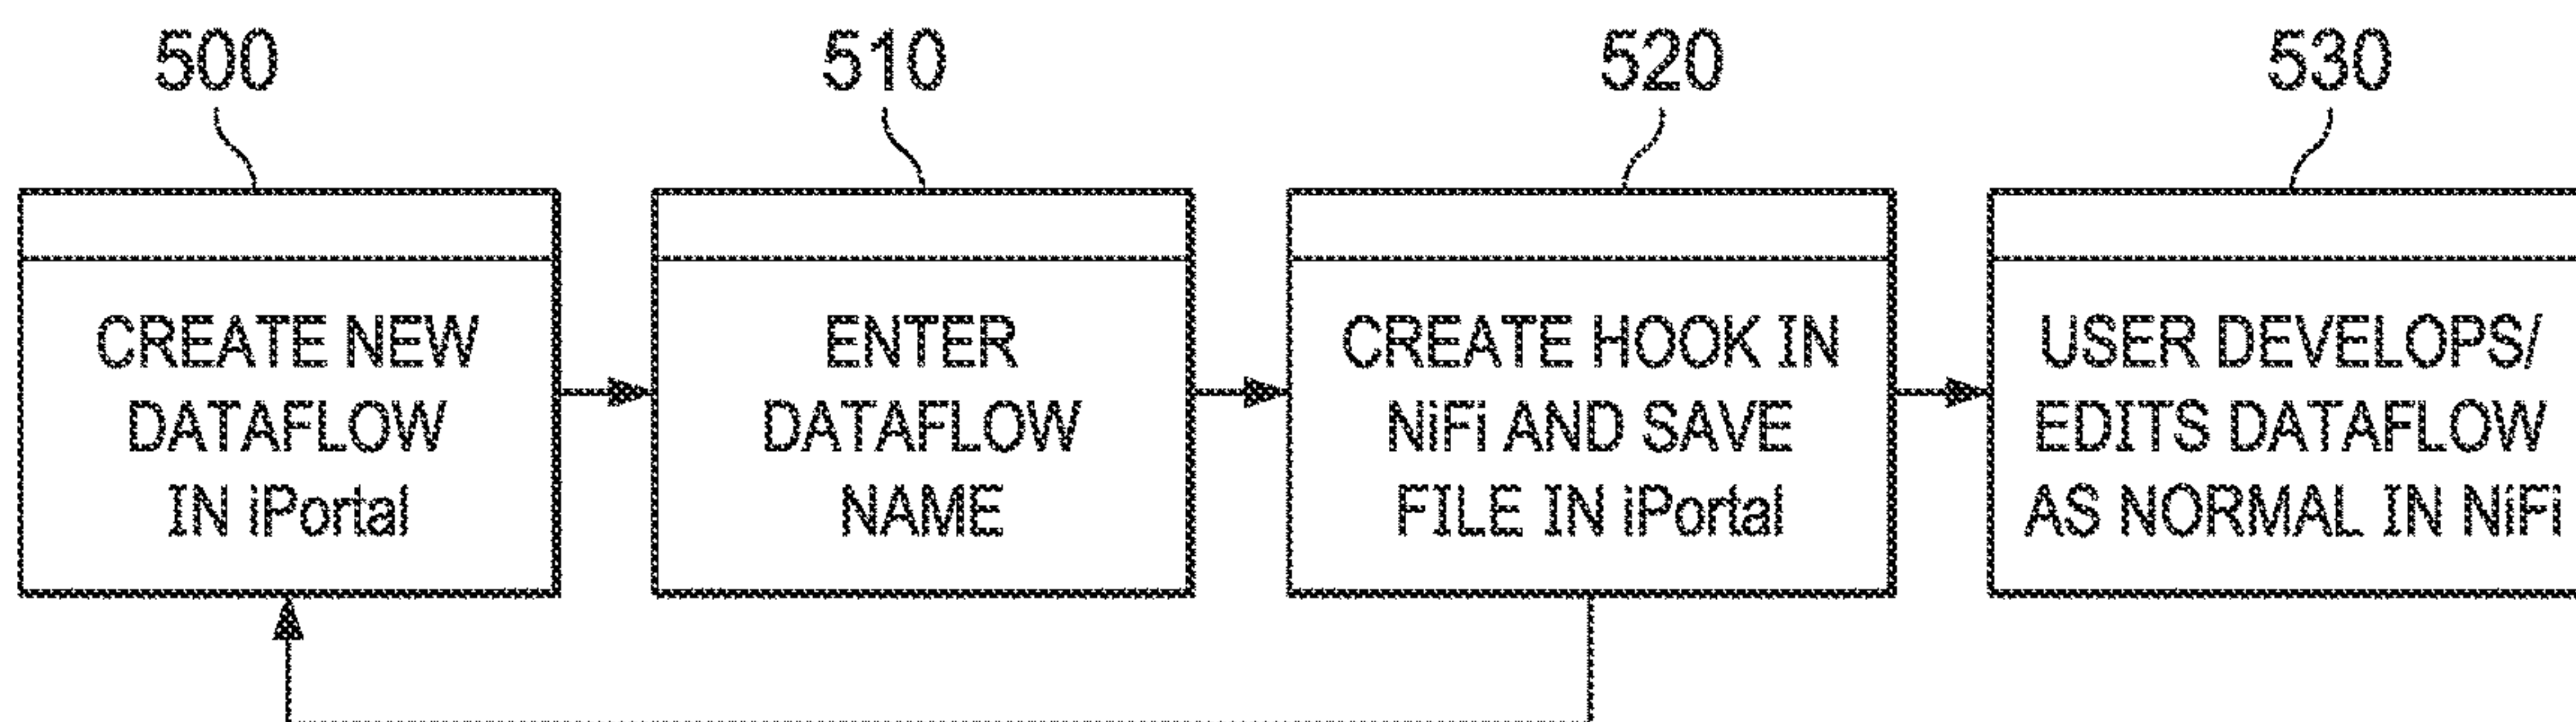 500
510
520
530
CREATE NEW
DATAFLOW
IN iPortal
ENTER
DATAFLOW
NAME
CREATE HOOK IN
NiFi AND SAVE
FILE IN iPortal
USER DEVELOPS/
EDITS DATAFLOW
AS NORMAL IN NiFi